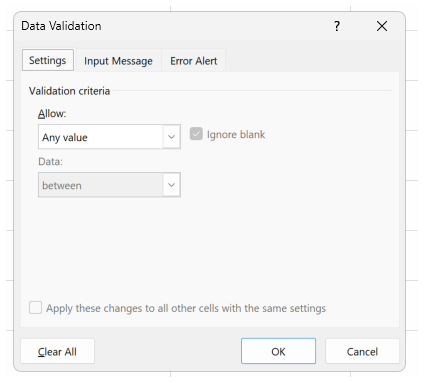 Data Validation ?
Settings Input Message Error Alert
Validation criteria
Allow:
Any value Ignore blank
Data:
between
Apply these changes to all other cells with the same settings
Clear All OK Cancel